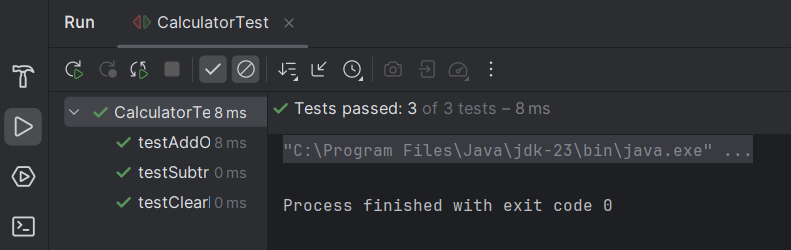 Run CalculatorTest
Tests passed: 3 of 3 tests – 8 ms
CalculatorTe 8 ms
testAddO 8 ms
testSubtr 0 ms
testClear 0 ms
"C:\Program Files\Java\jdk-23\bin\java.exe" ...
Process finished with exit code 0